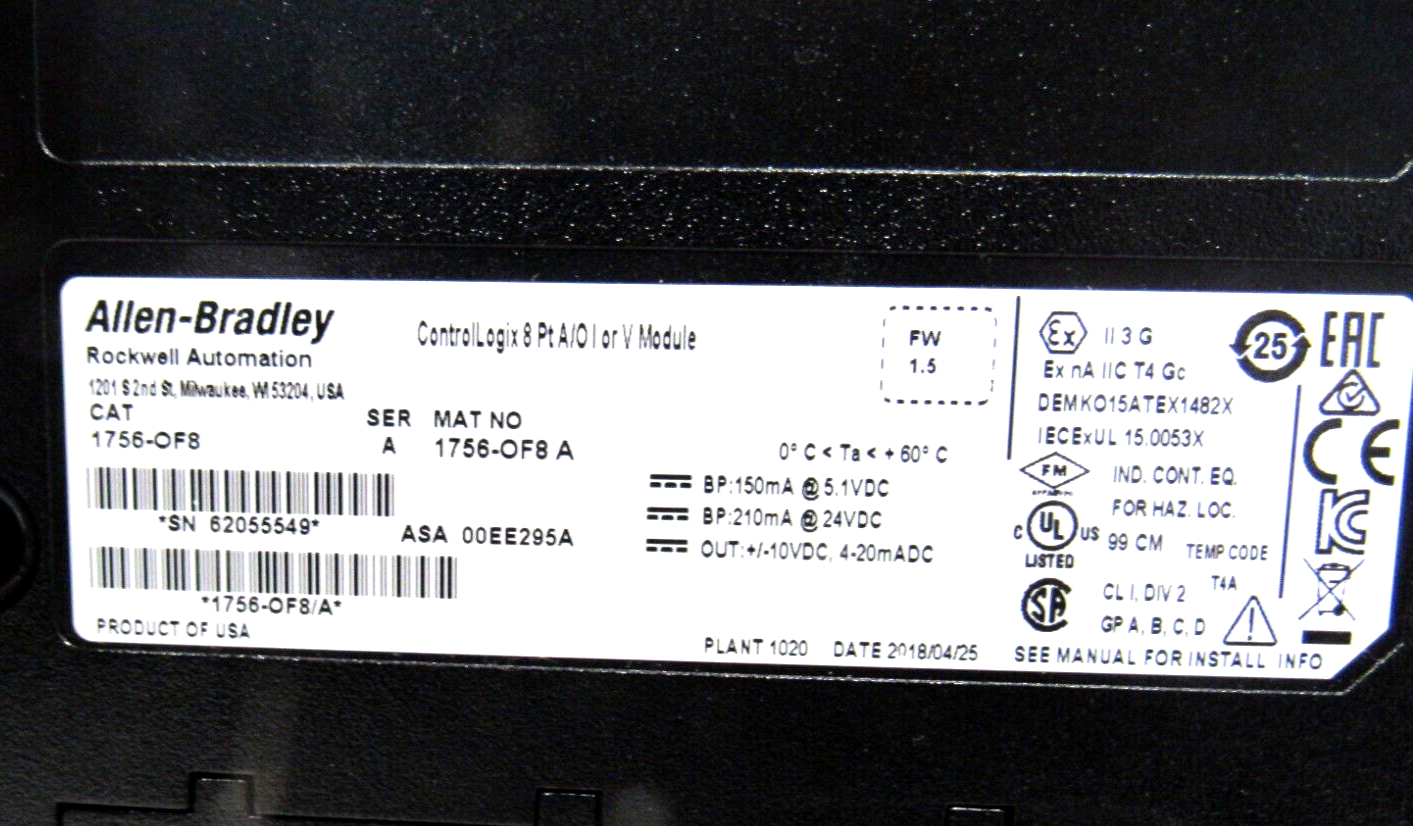 Allen-Bradley
Rockwell Automation
1201 S 2nd St, Milwaukee, WI 53204, USA
ControlLogix 8 Pt A/O I or V Module
FW
1.5
CAT SER MAT NO
1756-OF8 A 1756-OF8 A
*SN 62055549*
ASA 00EE295A
*1756-OF8/A*
PRODUCT OF USA
0° C < Ta < + 60° C
BP:150mA @ 5.1VDC
BP:210mA @ 24VDC
OUT:+/-10VDC, 4-20mADC
PLANT 1020 DATE 2018/04/25
Ex II 3 G
Ex nA IIC T4 Gc
DEMKO15ATEX1482X
IECExUL 15.0053X
25
EAC
FM
IND. CONT. EQ.
FOR HAZ. LOC.
C UL US
LISTED
99 CM TEMP CODE
T4A
SA
CL I, DIV 2
GP A, B, C, D
CE
KC
SEE MANUAL FOR INSTALL INFO